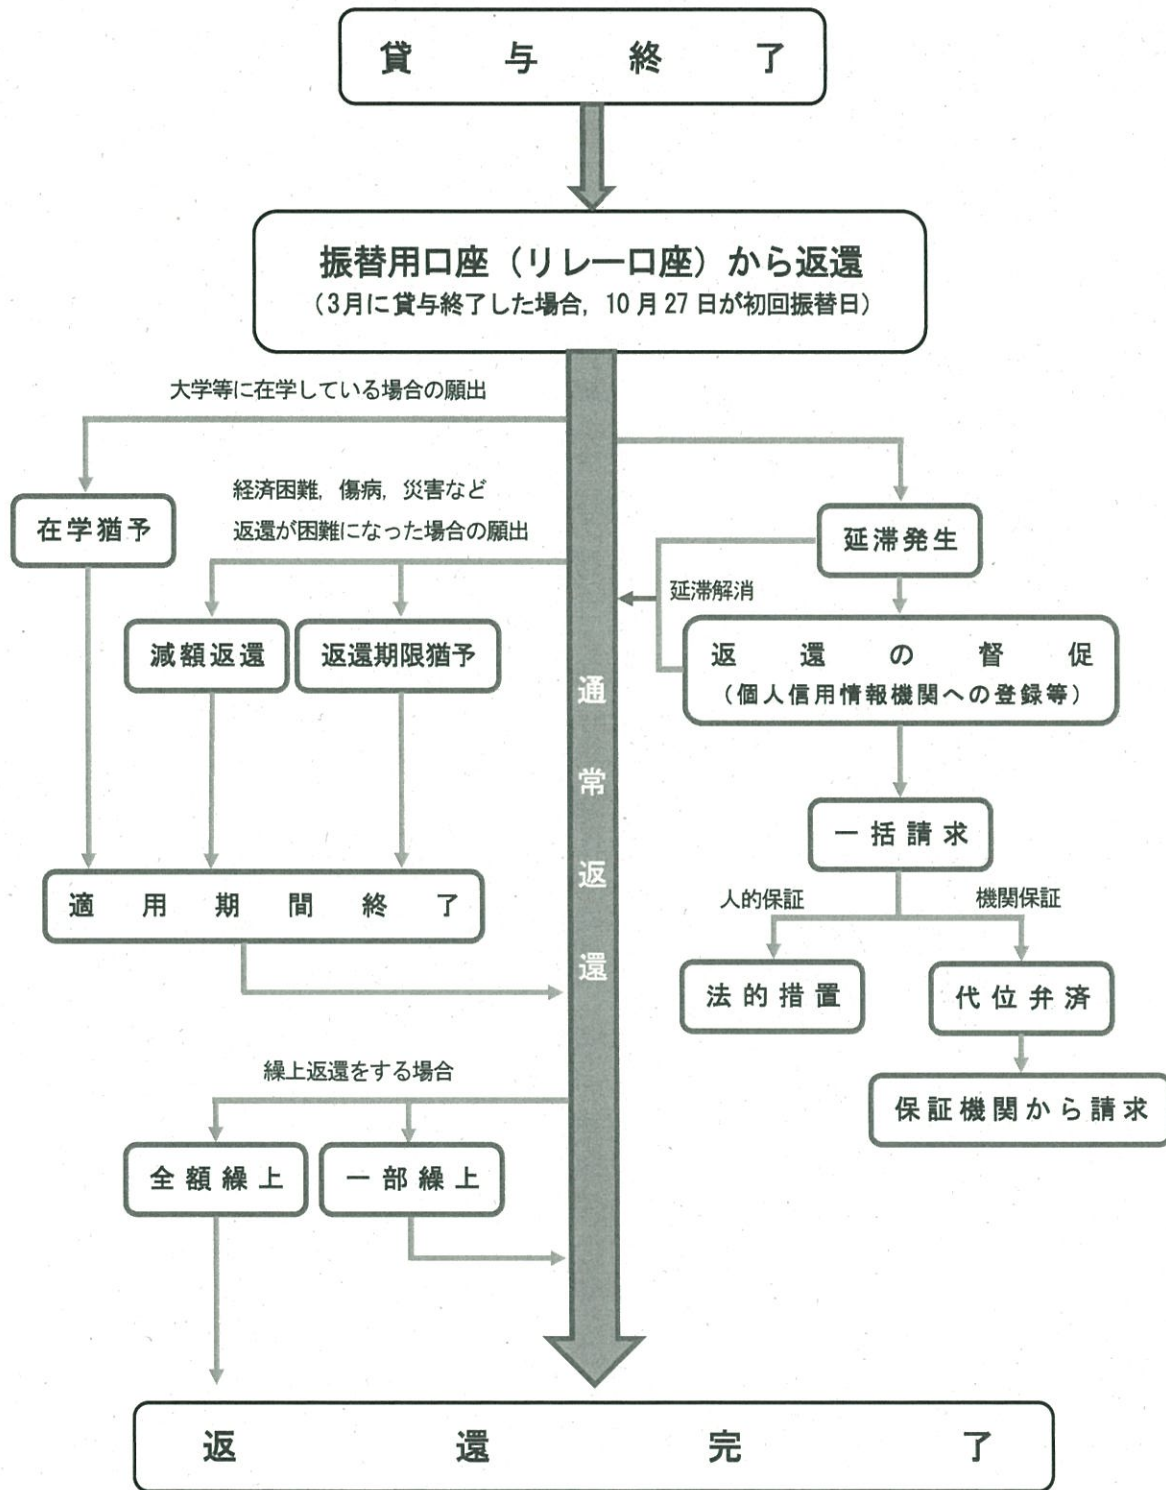 貸与終了
振替用口座（リレー口座）から返還
（3月に貸与終了した場合，10月27日が初回振替日）
大学等に在学している場合の願出
在学猶予
経済困難，傷病，災害など
返還が困難になった場合の願出
減額返還
返還期限猶予
適用期間終了
延滞発生
延滞解消
返還の督促
（個人信用情報機関への登録等）
一括請求
人的保証
機関保証
法的措置
代位弁済
保証機関から請求
通常返還
繰上返還をする場合
全額繰上
一部繰上
返還完了